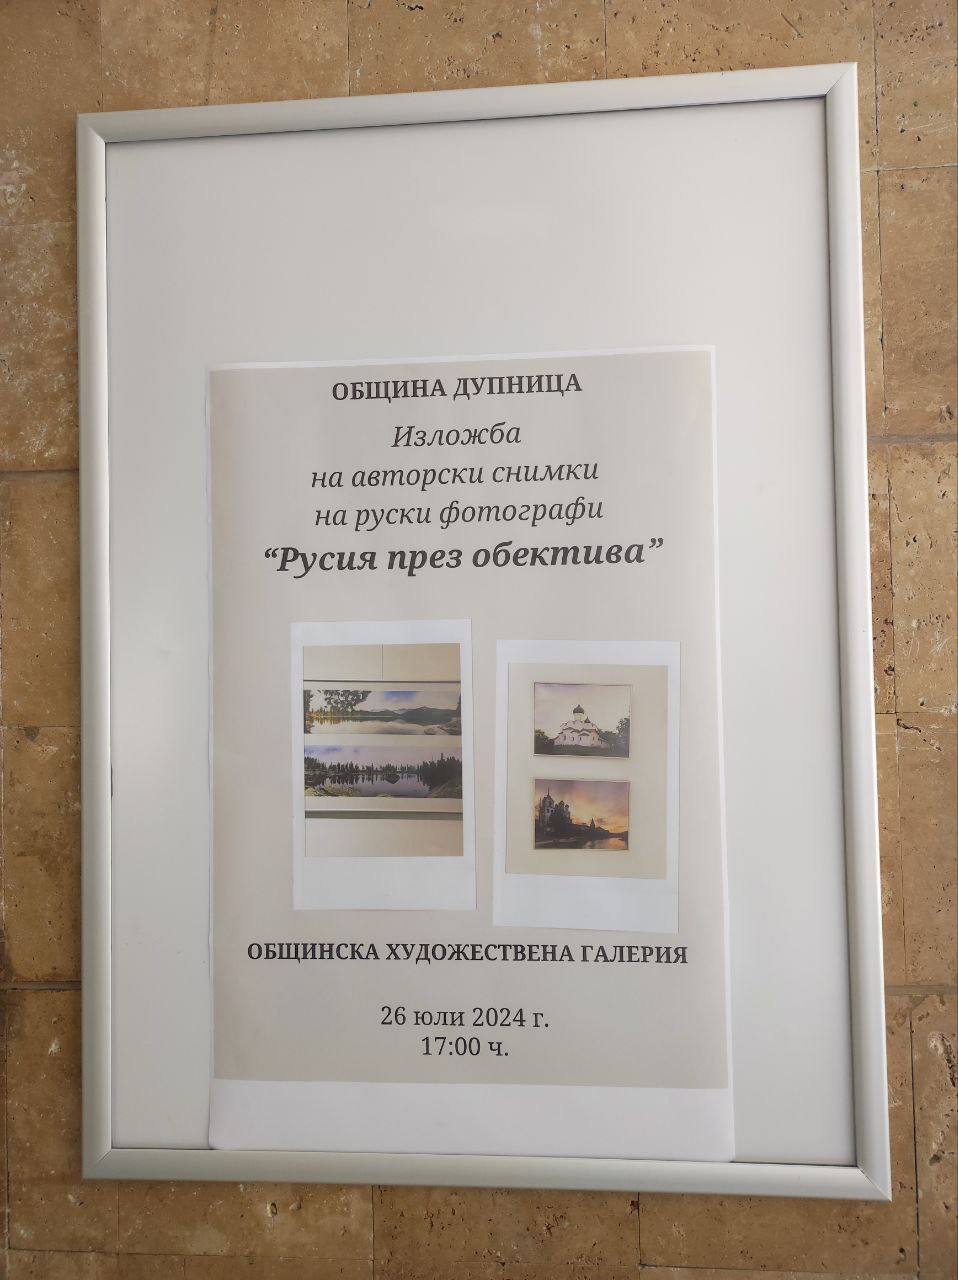 ОБЩИНА ДУПНИЦА
Изложба
на авторски снимки
на руски фотографи
“Русия през обектива”
ОБЩИНСКА ХУДОЖЕСТВЕНА ГАЛЕРИЯ
26 юли 2024 г.
17:00 ч.